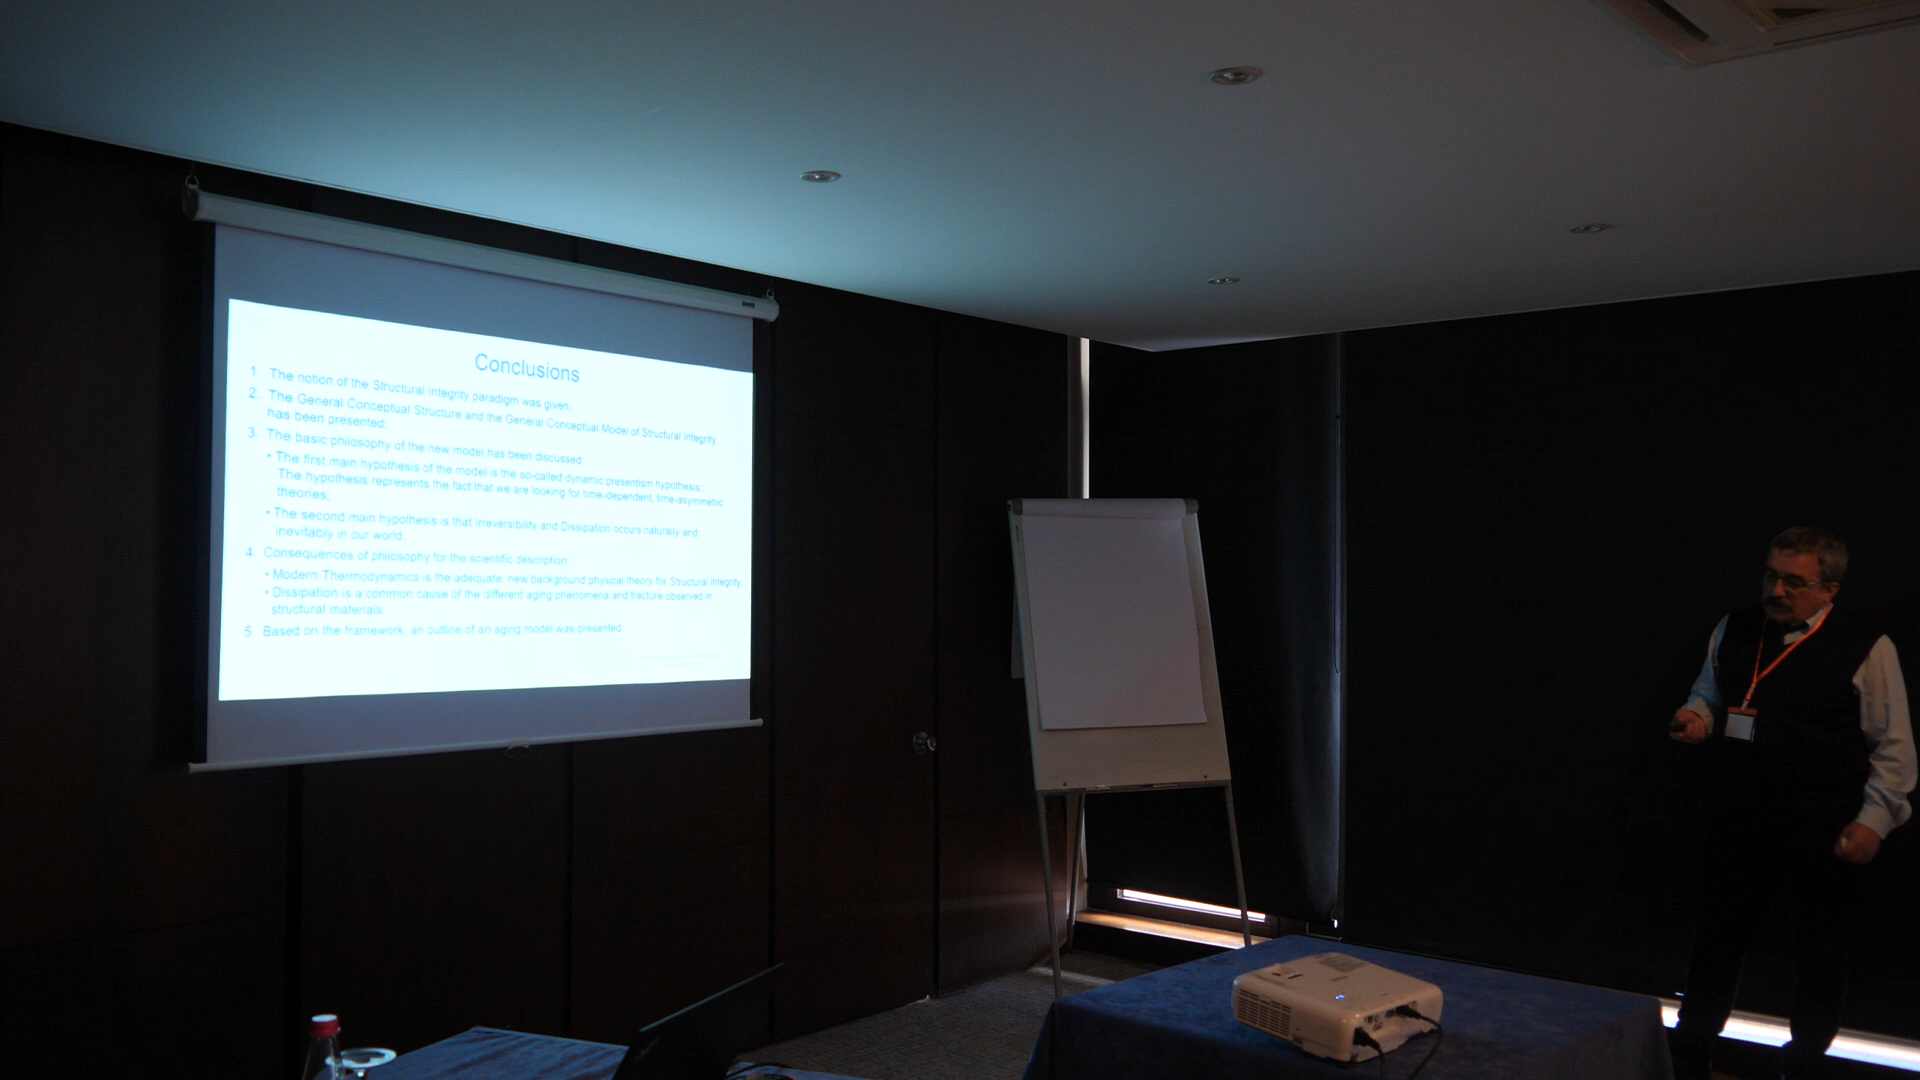 Conclusions
1. The notion of the Structural Integrity paradigm was given;
2. The General Conceptual Structure and the General Conceptual Model of Structural Integrity
has been presented;
3. The basic philosophy of the new model has been discussed:
• The first main hypothesis of the model is the so-called dynamic presentism hypothesis;
The hypothesis represents the fact that we are looking for time-dependent, time-asymmetric
theories;
• The second main hypothesis is that Irreversibility and Dissipation occurs naturally and
inevitably in our world.
4. Consequences of philosophy for the scientific description:
• Modern Thermodynamics is the adequate, new background physical theory for Structural Integrity.
• Dissipation is a common cause of the different aging phenomena and fracture observed in
structural materials.
5. Based on the framework, an outline of an aging model was presented.